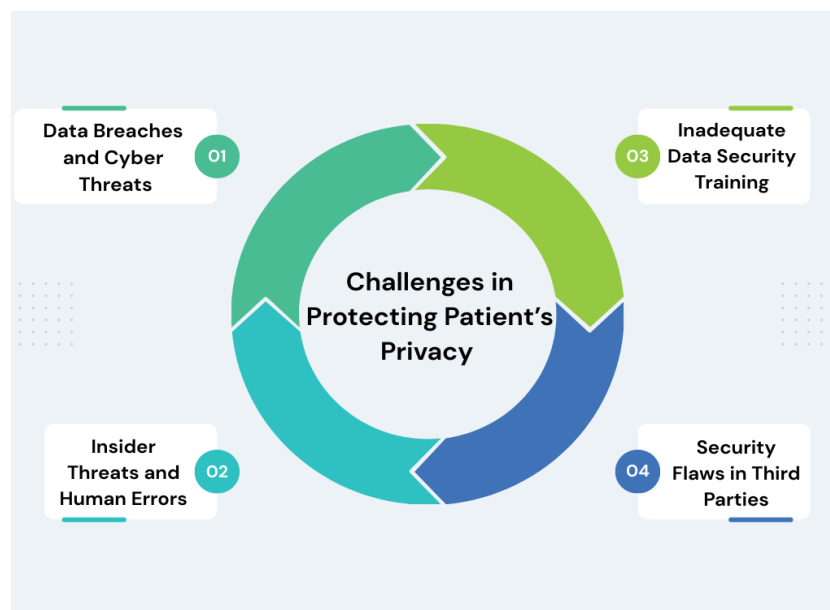 Data Breaches
and Cyber
Threats
01
Insider
Threats and
Human Errors
02
Challenges in
Protecting Patient's
Privacy
03
Inadequate
Data Security
Training
04
Security
Flaws in Third
Parties